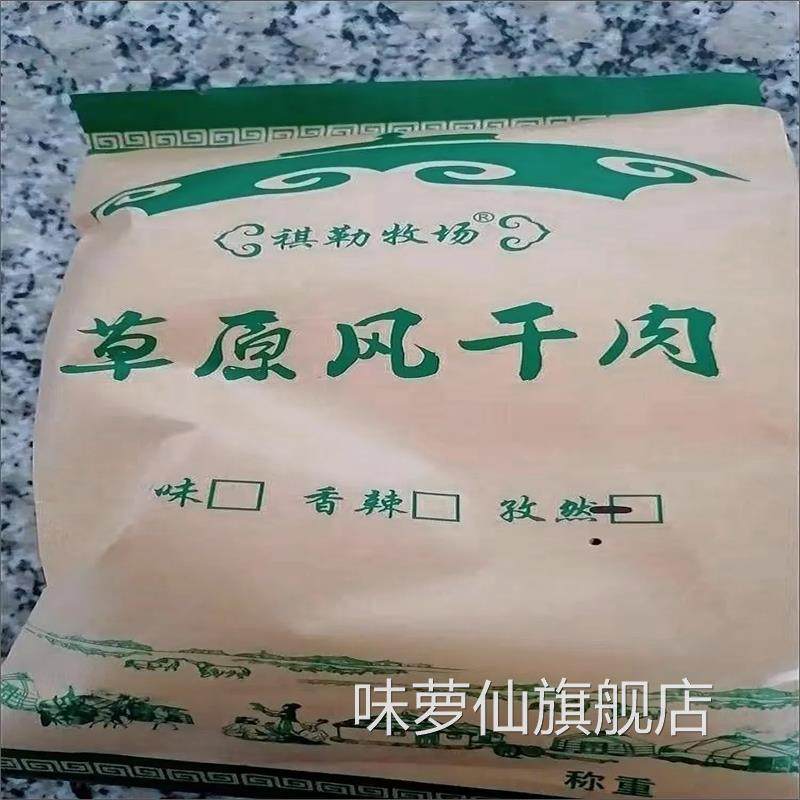 祺勒牧场®
草原风干肉
味□ 香辣□ 孜然□
味萝仙旗舰店
称重